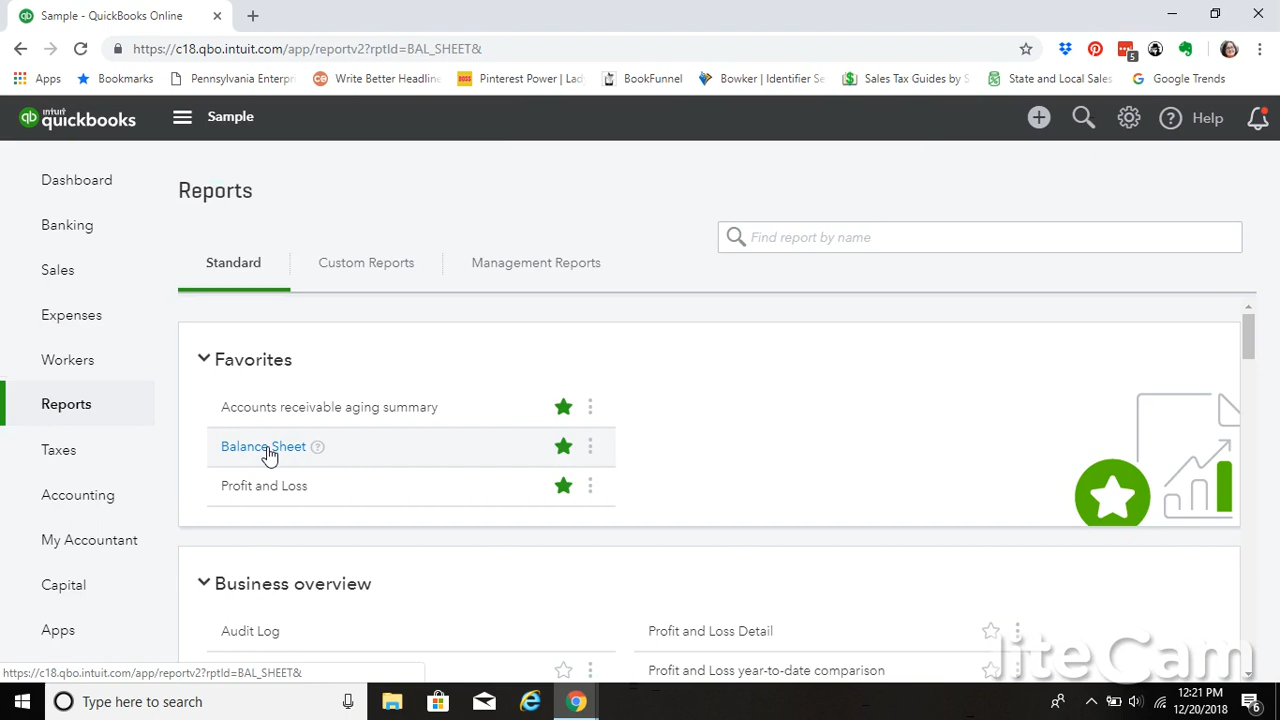 Sample - QuickBooks Online
https://c18.qbo.intuit.com/app/reportv2?rptId=BAL_SHEET&
5
Apps
Bookmarks
Pennsylvania Enterpri
Write Better Headline
Pinterest Power | Lad
BookFunnel
Bowker | Identifier Se
Sales Tax Guides by S
State and Local Sales
Google Trends
intuit
quickbooks
Sample
Help
Dashboard
Banking
Sales
Expenses
Workers
Reports
Taxes
Accounting
My Accountant
Capital
Apps
Reports
Find report by name
Standard
Custom Reports
Management Reports
Favorites
Accounts receivable aging summary
Balance Sheet
Profit and Loss
Business overview
Audit Log
Profit and Loss Detail
Profit and Loss year-to-date comparison
liteCam
https://c18.qbo.intuit.com/app/reportv2?rptId=BAL_SHEET&
Type here to search
12:21 PM
12/20/2018
6